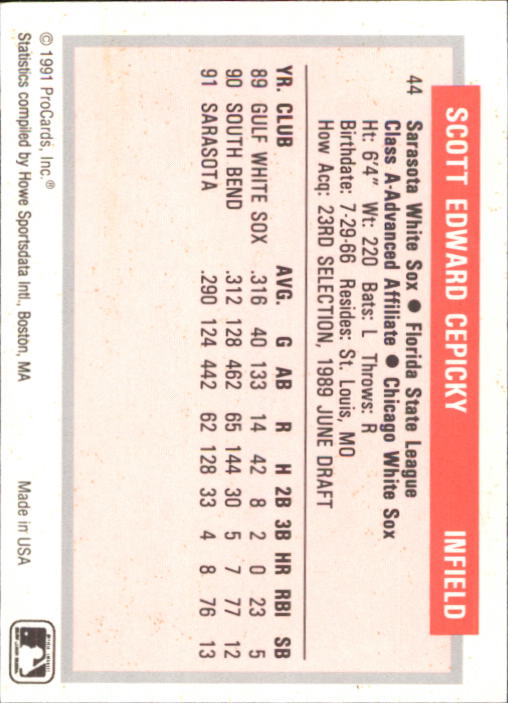 SCOTT EDWARD CEPICKY INFIELD
44 Sarasota White Sox ● Florida State League
Class A-Advanced Affiliate ● Chicago White Sox
Ht: 6'4" Wt: 220 Bats: L Throws: R
Birthdate: 7-29-66 Resides: St. Louis, MO
How Acq: 23RD SELECTION, 1989 JUNE DRAFT
YR. CLUB AVG. G AB R H 2B 3B HR RBI SB
89 GULF WHITE SOX .316 40 133 14 42 8 2 0 23 5
90 SOUTH BEND .312 128 462 65 144 30 5 7 77 12
91 SARASOTA .290 124 442 62 128 33 4 8 76 13
© 1991 ProCards, Inc.®
Statistics compiled by Howe Sportsdata Intl., Boston, MA Made in USA